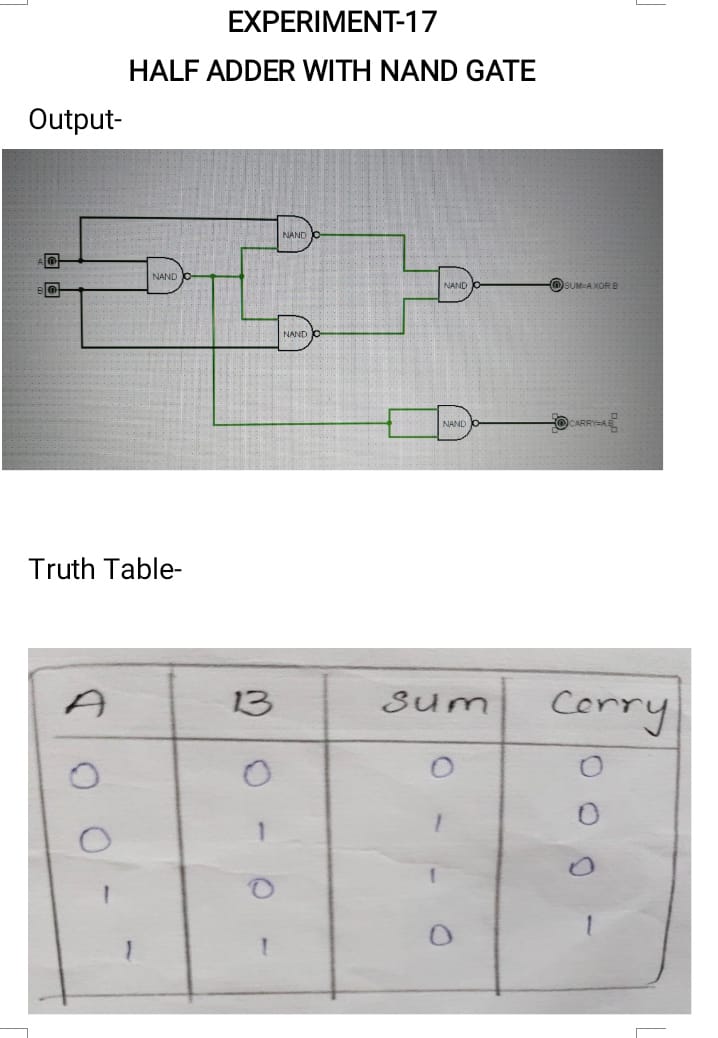 EXPERIMENT-17
HALF ADDER WITH NAND GATE
Output-
NAND
A 0
NAND
B 0
NAND
SUM=A XOR B
NAND
NAND
CARRY=A.B
Truth Table-
A B Sum Corry
0 0 0 0
0 1 1 0
1 0 1 0
1 1 0 1